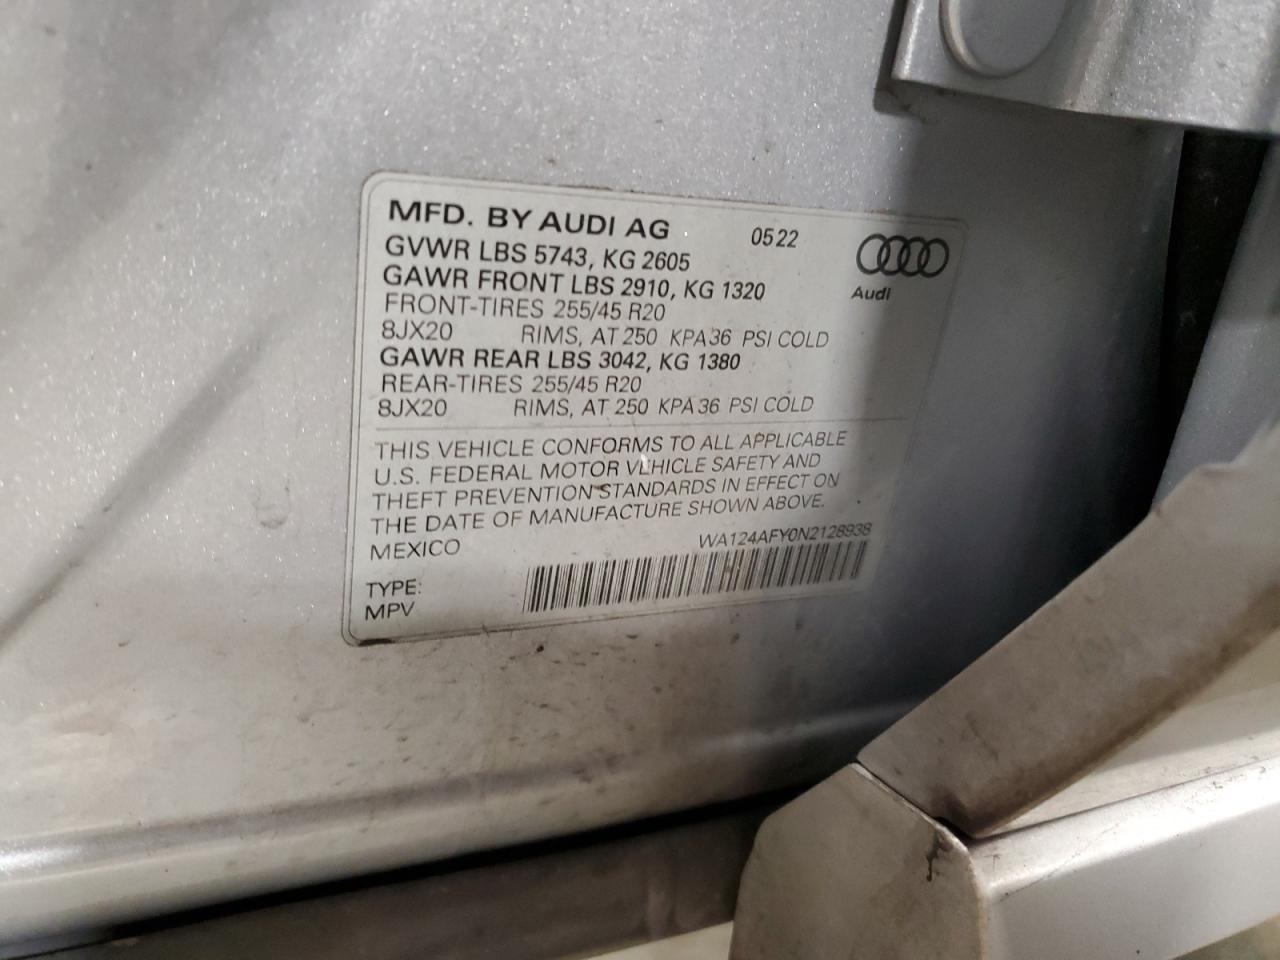 MFD. BY AUDI AG 0522
GVWR LBS 5743, KG 2605
GAWR FRONT LBS 2910, KG 1320
Audi
FRONT-TIRES 255/45 R20
8JX20 RIMS, AT 250 KPA 36 PSI COLD
GAWR REAR LBS 3042, KG 1380
REAR-TIRES 255/45 R20
8JX20 RIMS, AT 250 KPA 36 PSI COLD
THIS VEHICLE CONFORMS TO ALL APPLICABLE
U.S. FEDERAL MOTOR VEHICLE SAFETY AND
THEFT PREVENTION STANDARDS IN EFFECT ON
THE DATE OF MANUFACTURE SHOWN ABOVE.
MEXICO WA124AFY0N2128938
TYPE:
MPV